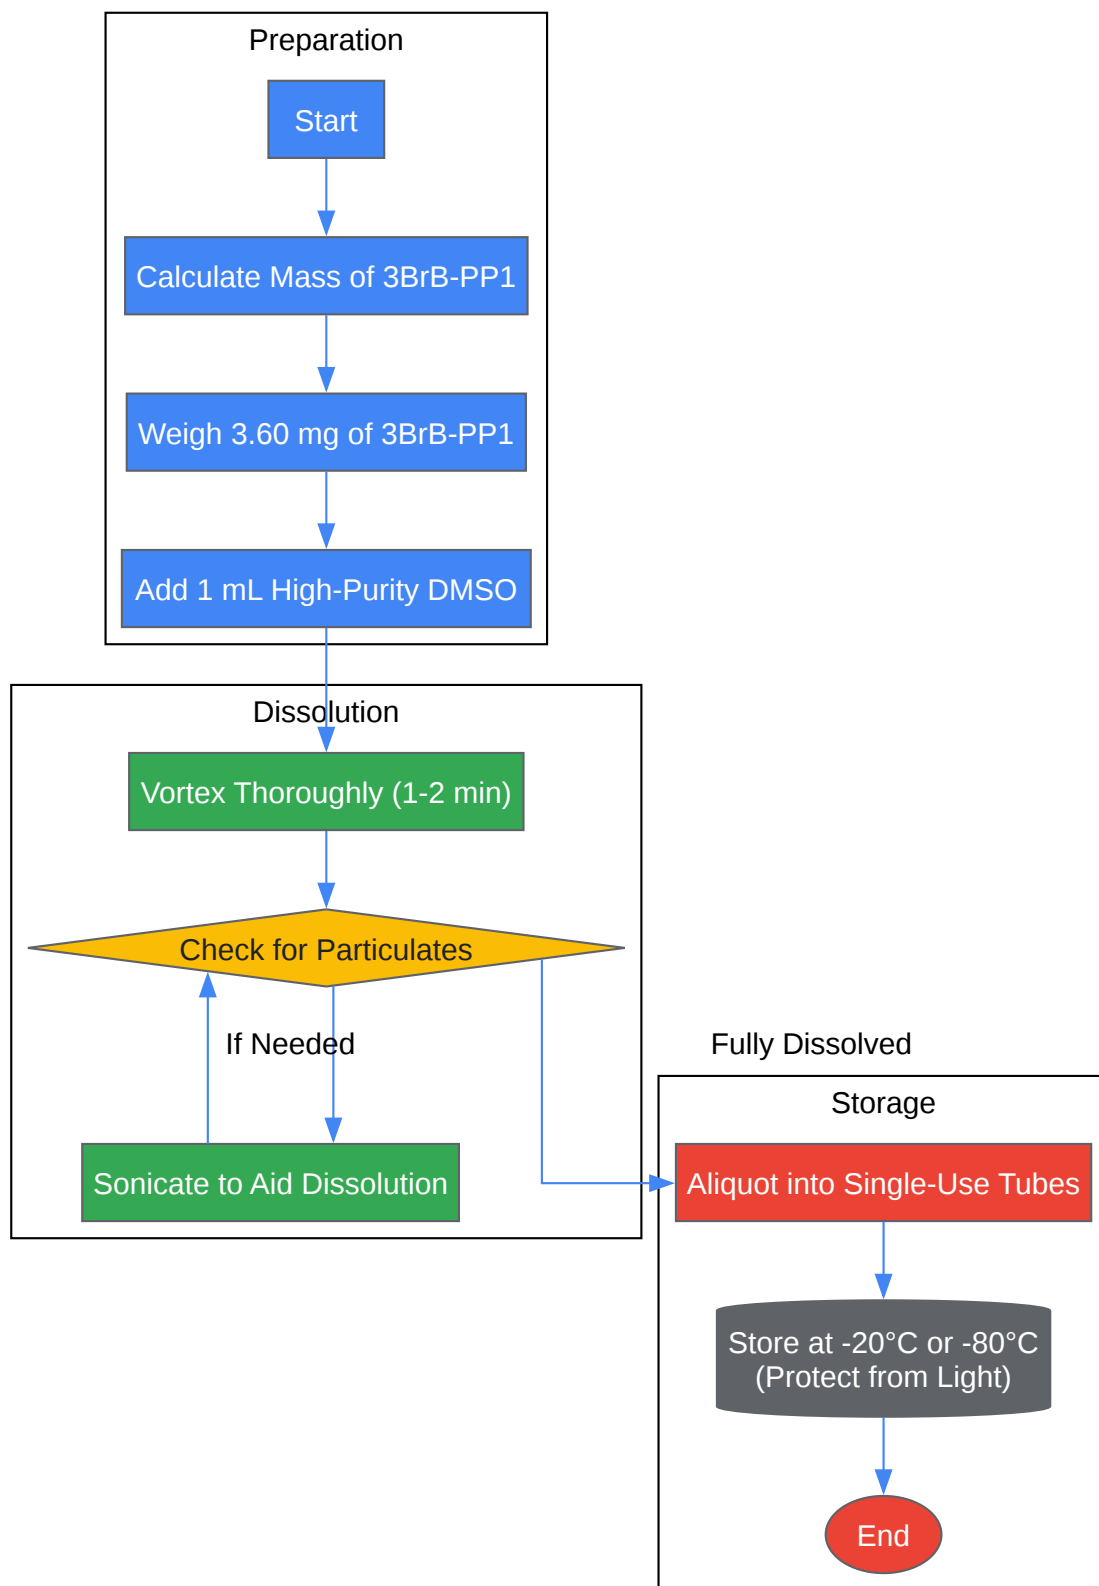 Preparation
Start
Calculate Mass of 3BrB-PP1
Weigh 3.60 mg of 3BrB-PP1
Add 1 mL High-Purity DMSO
Dissolution
Vortex Thoroughly (1-2 min)
Check for Particulates
If Needed
Sonicate to Aid Dissolution
Fully Dissolved
Storage
Aliquot into Single-Use Tubes
Store at -20°C or -80°C
(Protect from Light)
End